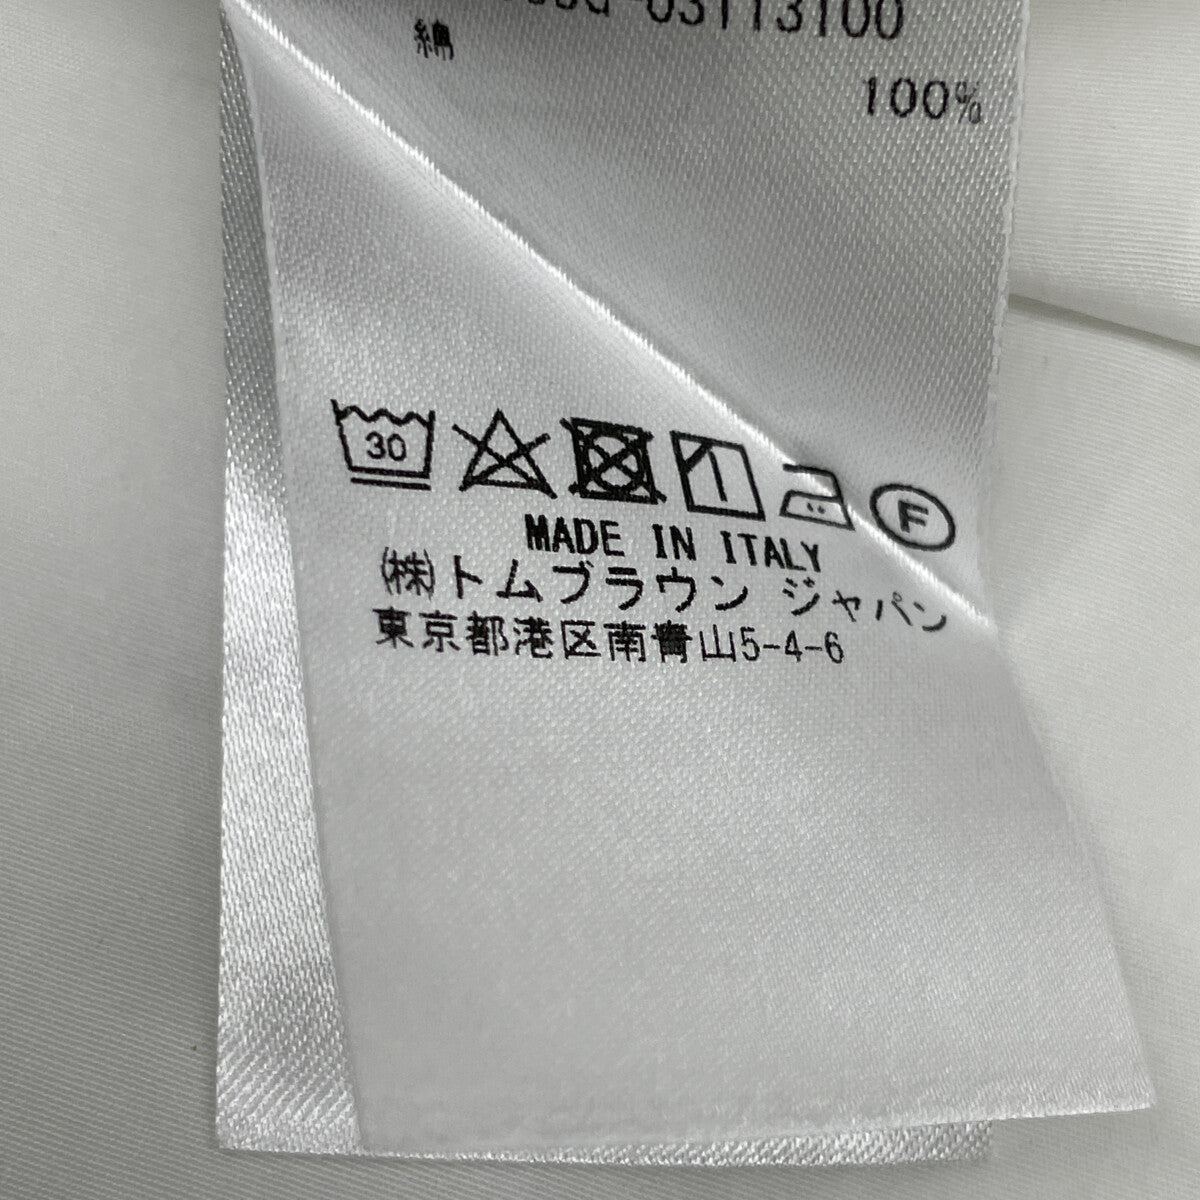 -03113100
綿
100%
30
F
MADE IN ITALY
(株)トムブラウン ジャパン
東京都港区南青山5-4-6